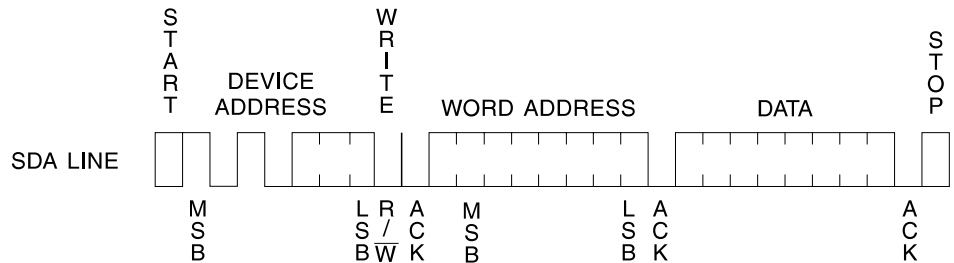 START
WRITE
STOP
DEVICE
ADDRESS
WORD ADDRESS
DATA
SDA LINE
MSB
LSB
R/W
ACK
MSB
LSB
ACK
ACK